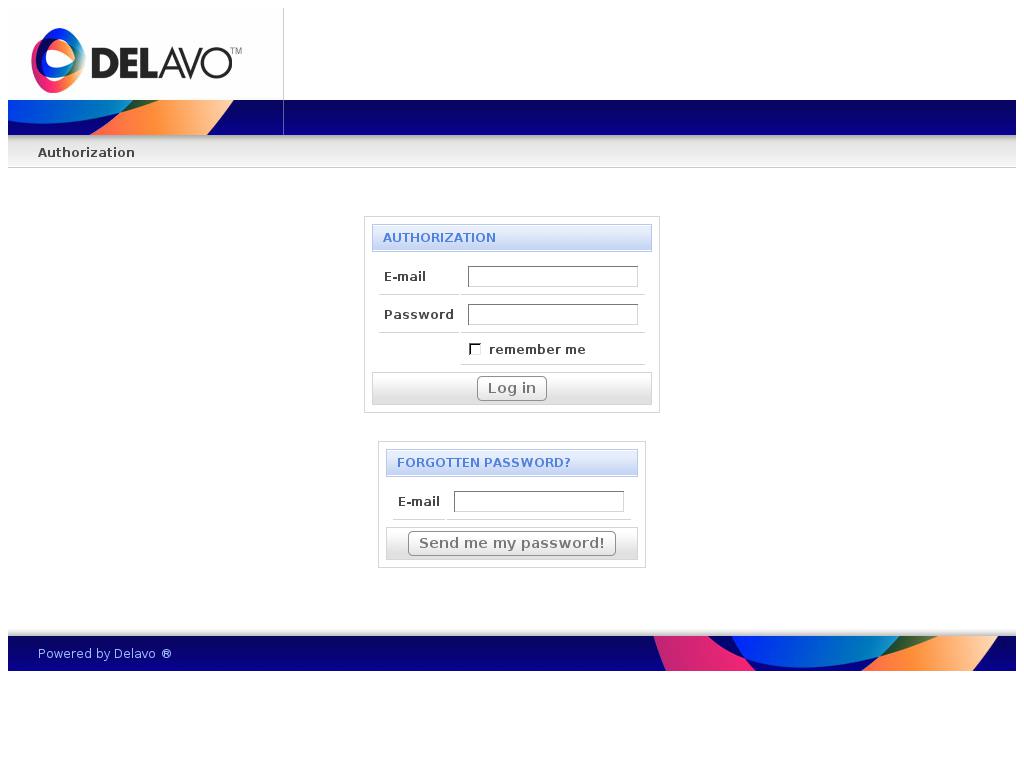 DELAVO™
Authorization
AUTHORIZATION
E-mail
Password
remember me
Log in
FORGOTTEN PASSWORD?
E-mail
Send me my password!
Powered by Delavo ®